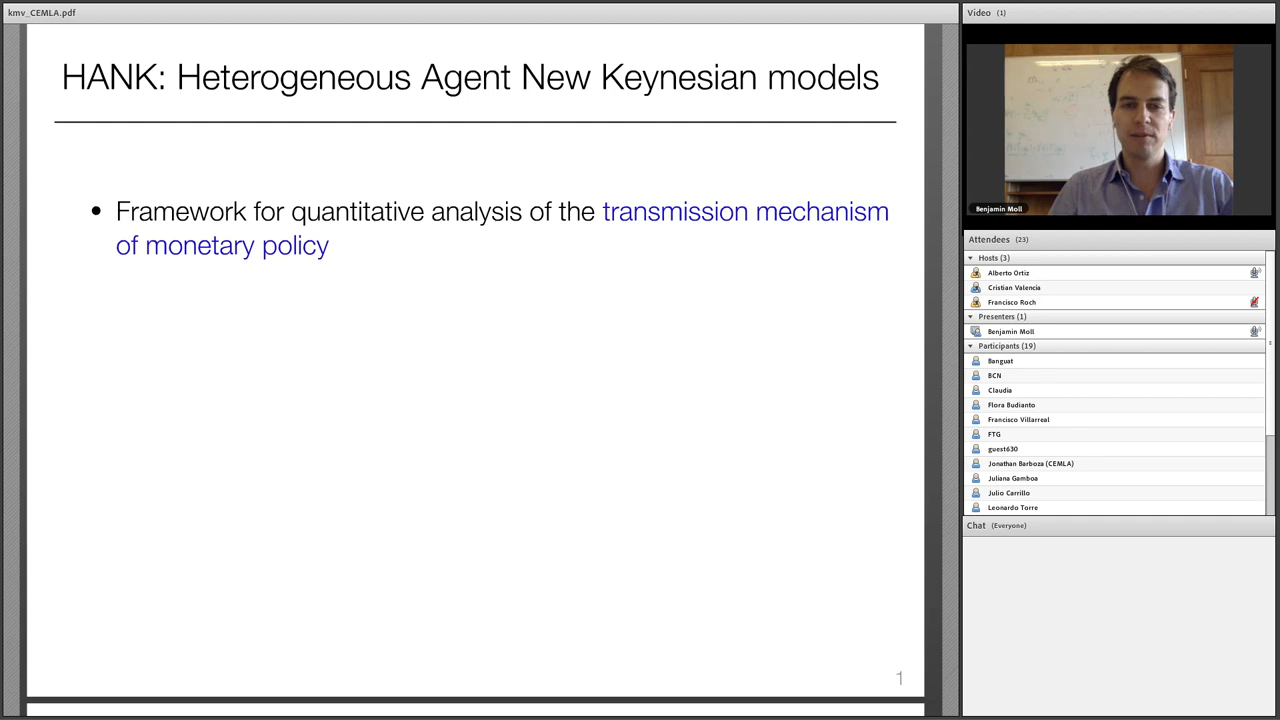 kmv_CEMLA.pdf
HANK: Heterogeneous Agent New Keynesian models
• Framework for quantitative analysis of the transmission mechanism
of monetary policy
1
Video (1)
Benjamin Moll
Attendees (23)
Hosts (3)
Alberto Ortiz
Cristian Valencia
Francisco Roch
Presenters (1)
Benjamin Moll
Participants (19)
Banguat
BCN
Claudia
Flora Budianto
Francisco Villarreal
FTG
guest630
Jonathan Barboza (CEMLA)
Juliana Gamboa
Julio Carrillo
Leonardo Torre
Chat (Everyone)